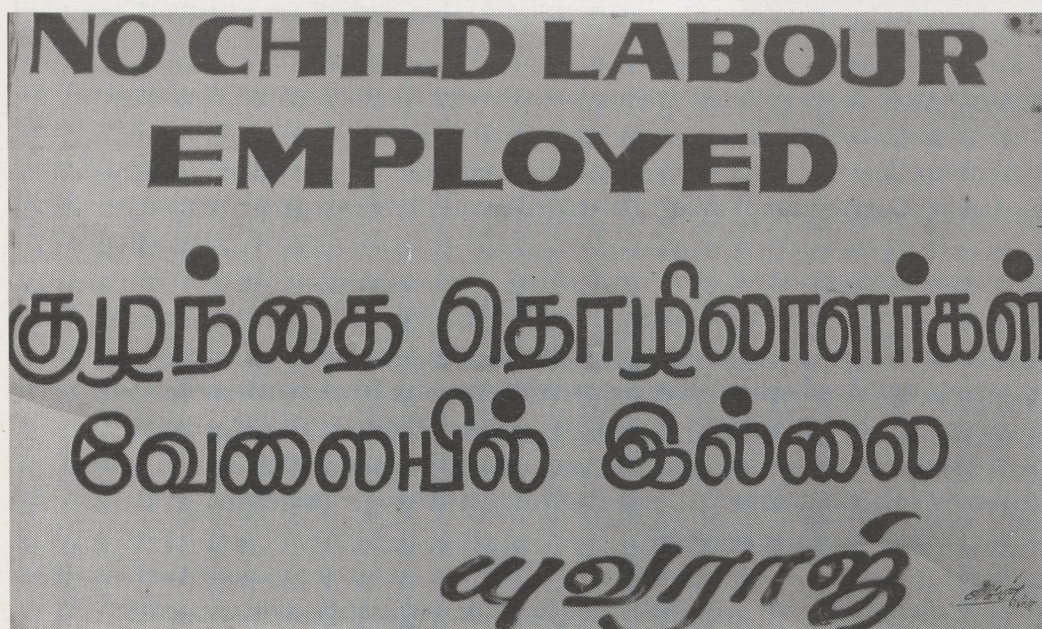 NO CHILD LABOUR
EMPLOYED
குழந்தை தொழிலாளர்கள்
வேலையில் இல்லை
யுவராஜ்